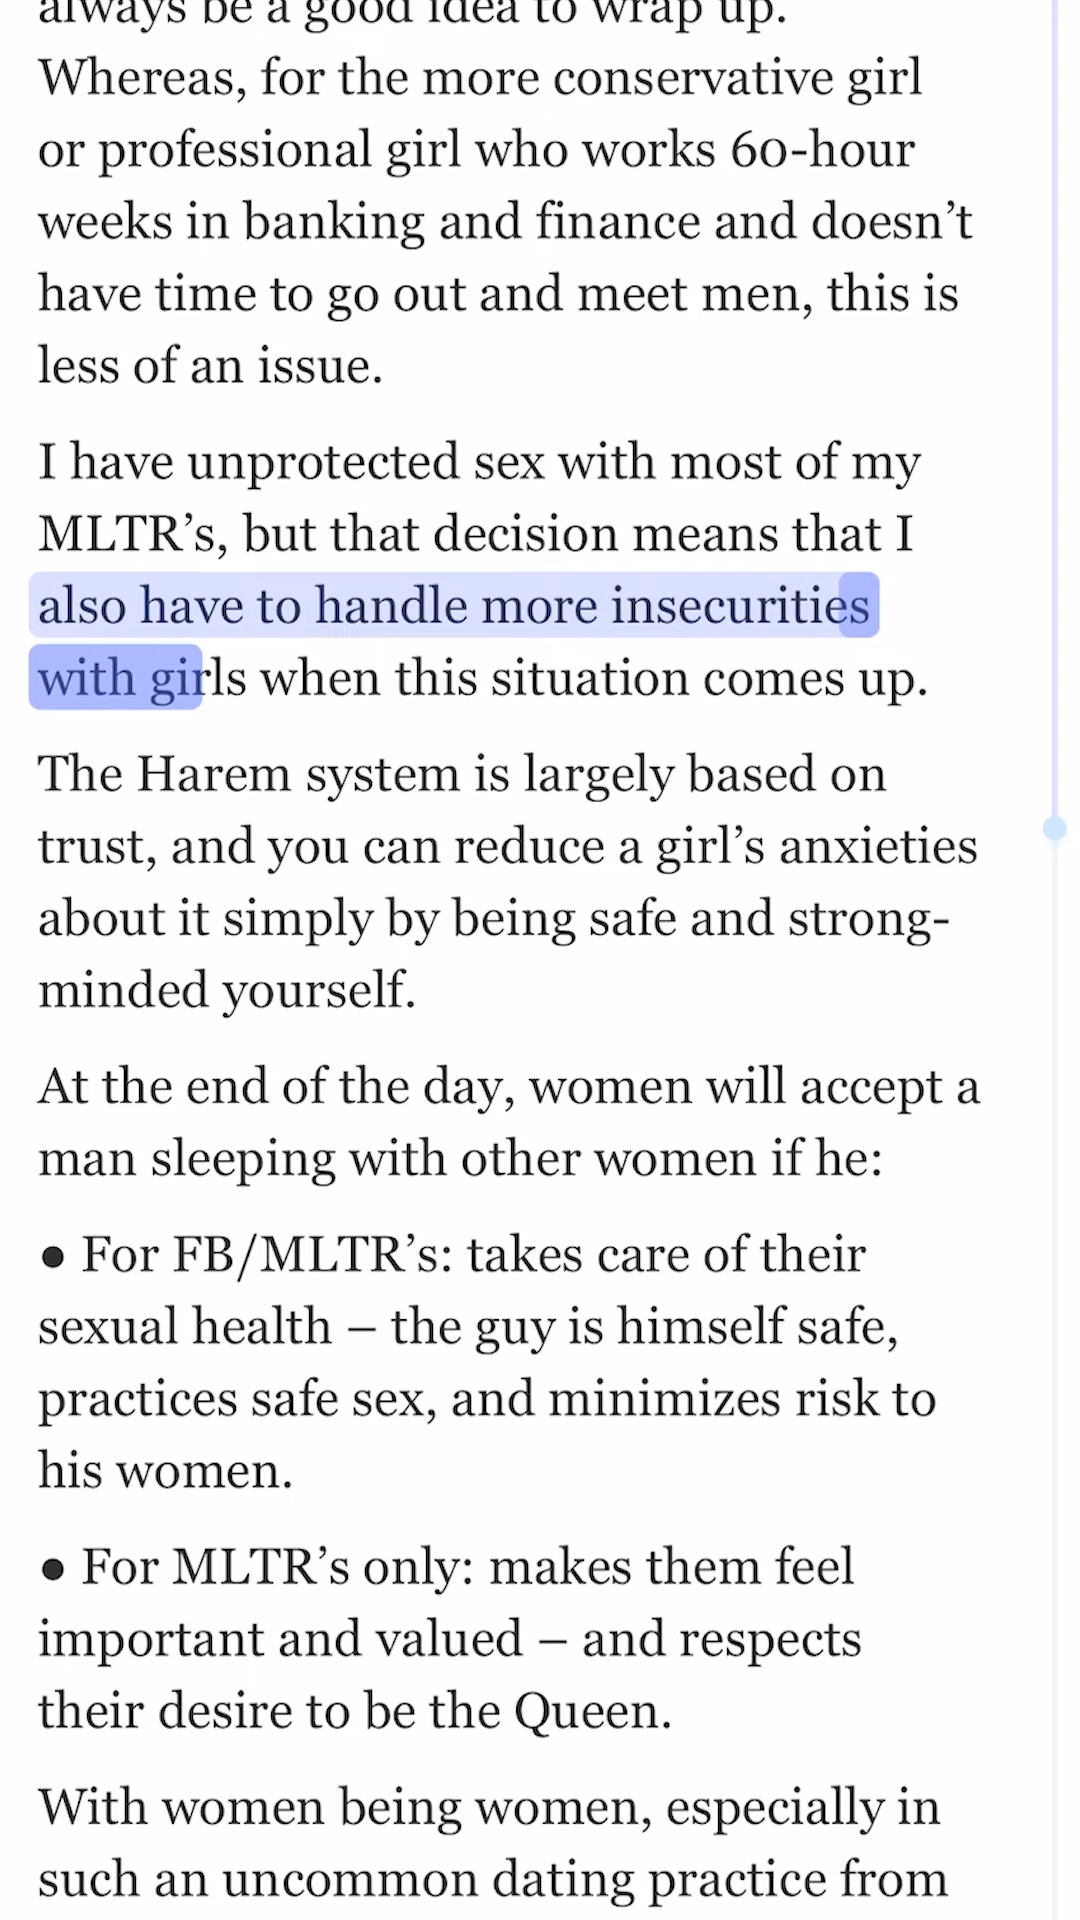 always be a good idea to wrap up.
Whereas, for the more conservative girl
or professional girl who works 60-hour
weeks in banking and finance and doesn’t
have time to go out and meet men, this is
less of an issue.
I have unprotected sex with most of my
MLTR’s, but that decision means that I
also have to handle more insecurities
with girls when this situation comes up.
The Harem system is largely based on
trust, and you can reduce a girl’s anxieties
about it simply by being safe and strong-
minded yourself.
At the end of the day, women will accept a
man sleeping with other women if he:
● For FB/MLTR’s: takes care of their
sexual health – the guy is himself safe,
practices safe sex, and minimizes risk to
his women.
● For MLTR’s only: makes them feel
important and valued – and respects
their desire to be the Queen.
With women being women, especially in
such an uncommon dating practice from